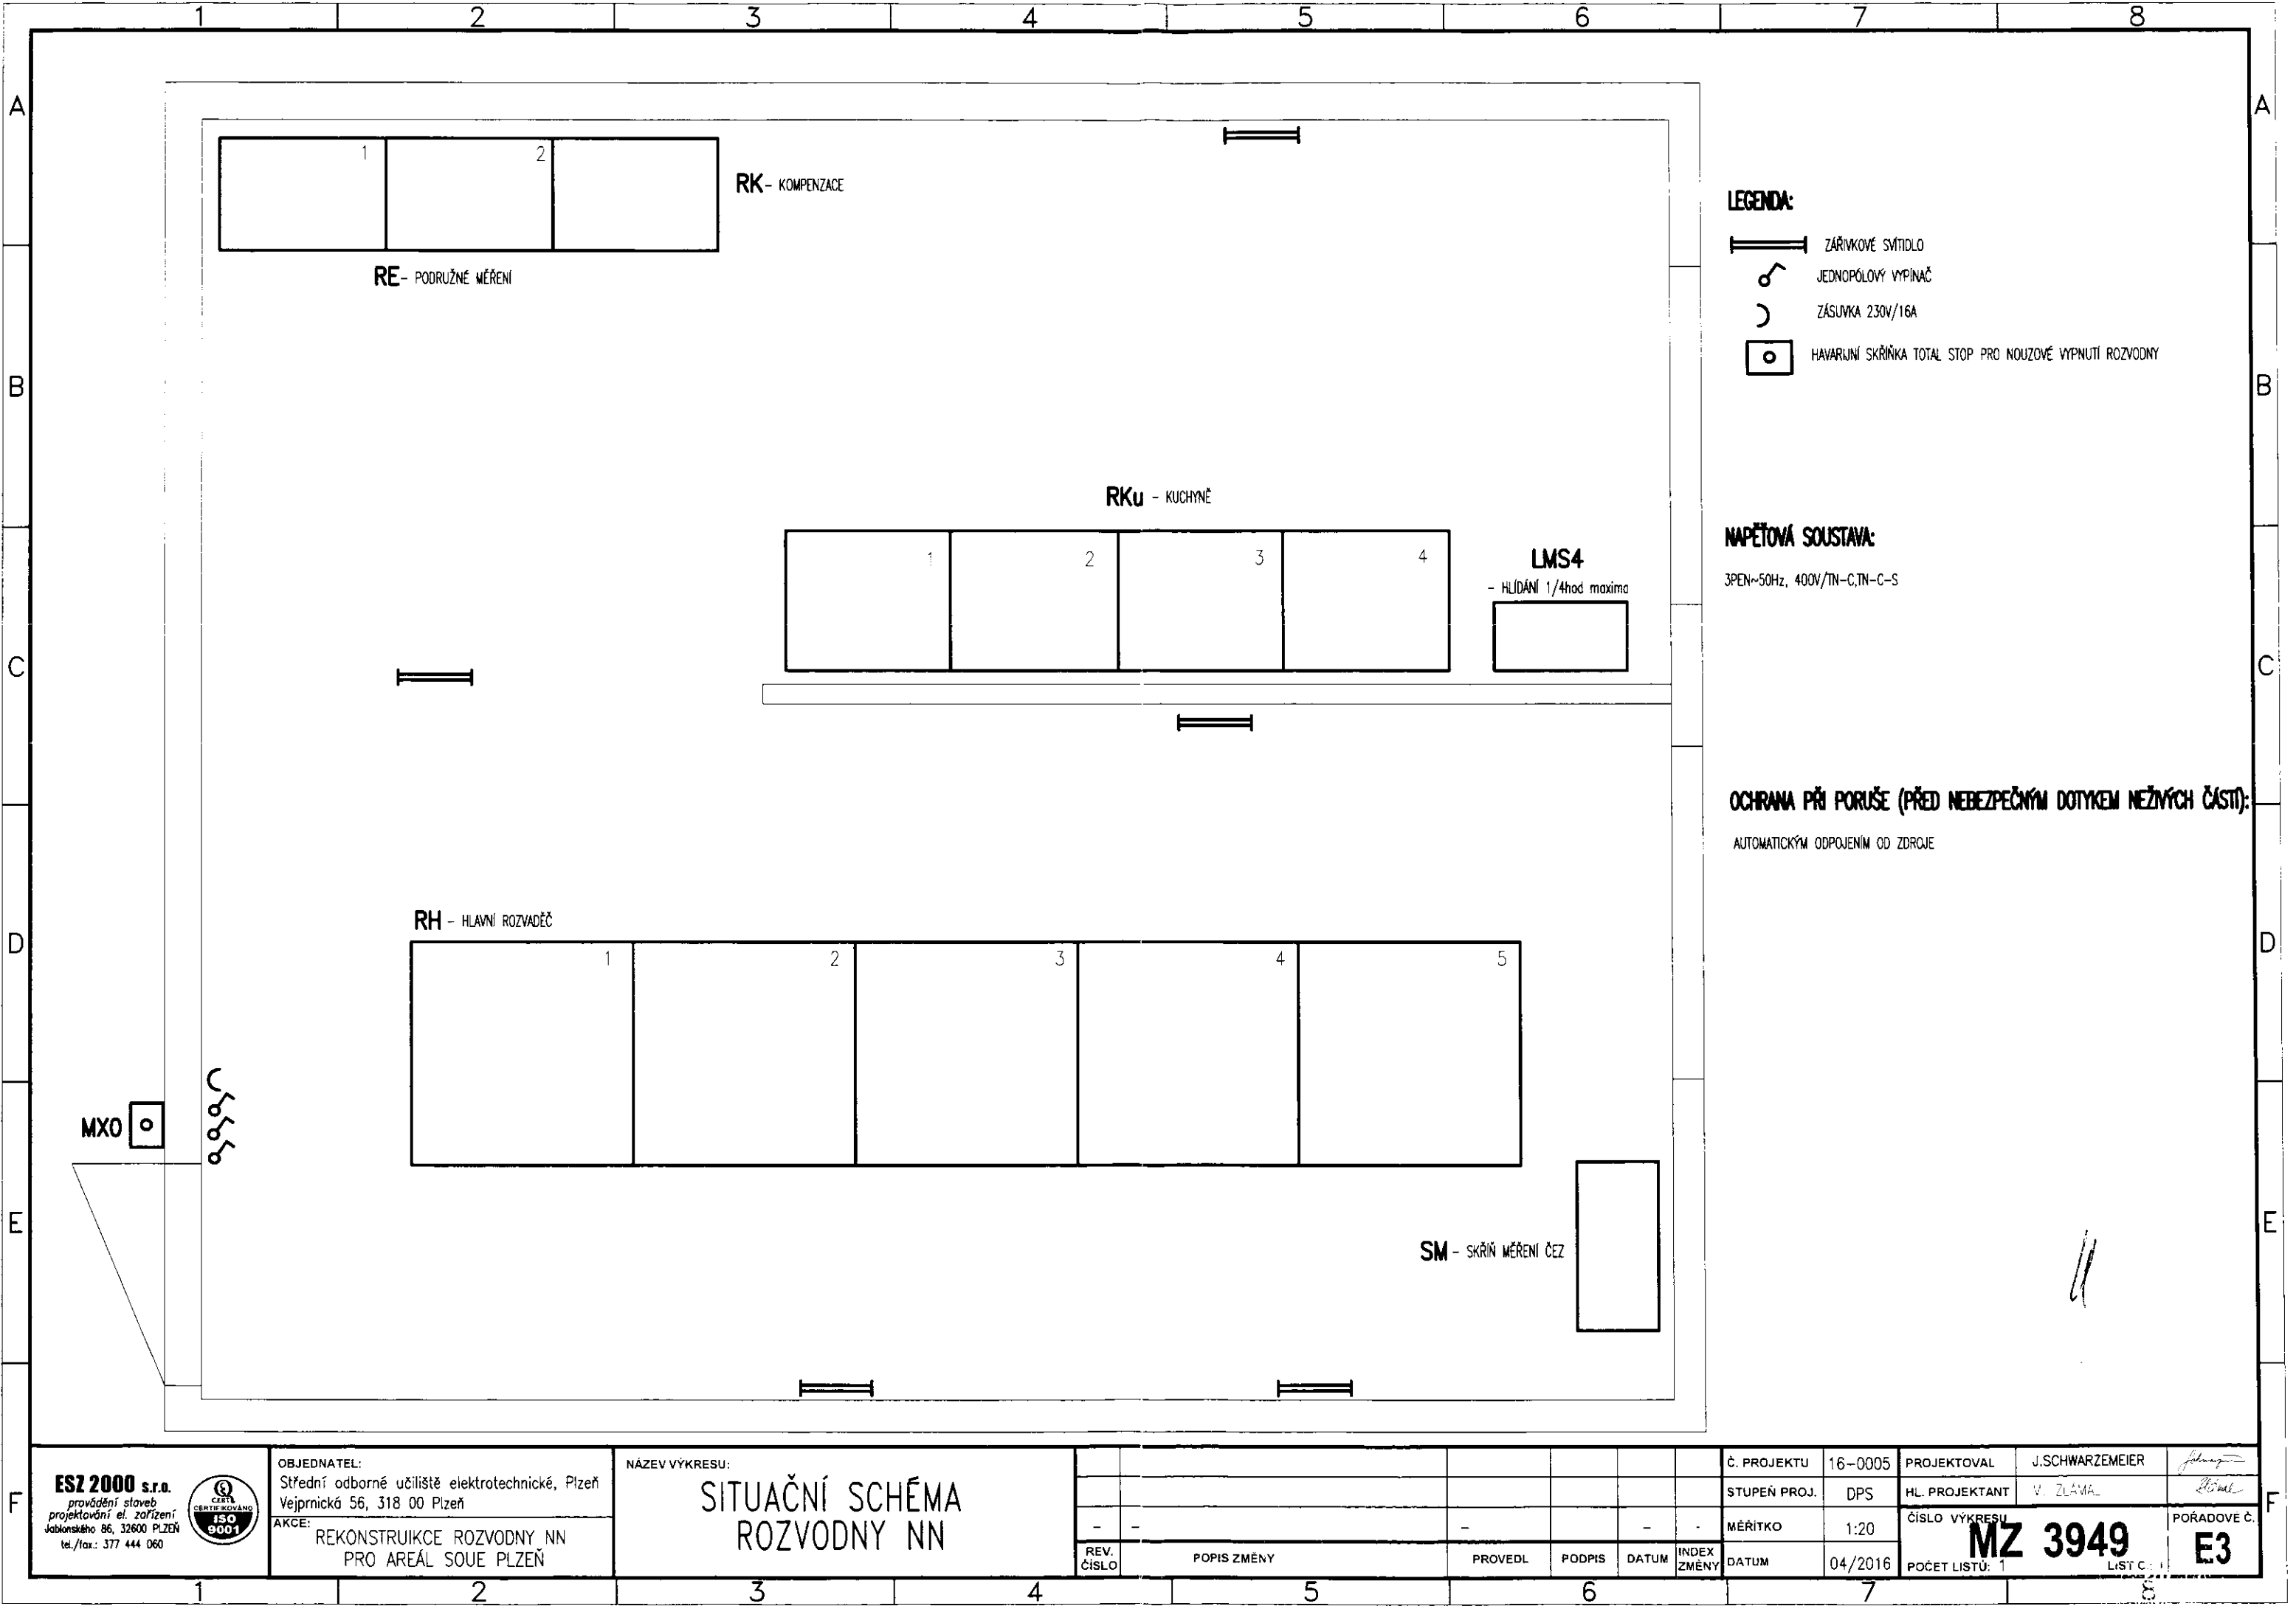 1 2 3 4 5 6 7 8
A A
1 2
RK - KOMPENZACE
RE - PODRUŽNÉ MĚŘENÍ
LEGENDA:
ZÁŘIVKOVÉ SVÍTIDLO
JEDNOPÓLOVÝ VYPÍNAČ
ZÁSUVKA 230V/16A
HAVARIJNÍ SKŘÍŇKA TOTAL STOP PRO NOUZOVÉ VYPNUTÍ ROZVODNY
B B
RKu - KUCHYNĚ
1 2 3 4
LMS4
- HLÍDÁNÍ 1/4hod maxima
NAPĚŤOVÁ SOUSTAVA:
3PEN~50Hz, 400V/TN-C,TN-C-S
C C
OCHRANA PŘI PORUŠE (PŘED NEBEZPEČNÝM DOTYKEM NEŽIVÝCH ČÁSTÍ):
AUTOMATICKÝM ODPOJENÍM OD ZDROJE
RH - HLAVNÍ ROZVADĚČ
D D
1 2 3 4 5
MX0
E E
SM - SKŘÍŇ MĚŘENÍ ČEZ
F F
ESZ 2000 s.r.o.
provádění staveb
projektování el. zařízení
Jablonského 86, 32600 PLZEŇ
tel./fax.: 377 444 060
CERT
CERTIFIKOVÁNO
ISO
9001
OBJEDNATEL:
Střední odborné učiliště elektrotechnické, Plzeň
Vejprnická 56, 318 00 Plzeň
AKCE:
REKONSTRUIKCE ROZVODNY NN
PRO AREÁL SOUE PLZEŇ
NÁZEV VÝKRESU:
SITUAČNÍ SCHÉMA
ROZVODNY NN
- - - - -
REV. ČÍSLO POPIS ZMĚNY PROVEDL PODPIS DATUM INDEX ZMĚNY
Č. PROJEKTU 16-0005
STUPEŇ PROJ. DPS
MĚŘÍTKO 1:20
DATUM 04/2016
PROJEKTOVAL J.SCHWARZEMEIER
HL. PROJEKTANT V. ZLÁMAL
ČÍSLO VÝKRESU
MZ 3949
POČET LISTŮ: 1 LIST Č.: 1
POŘADOVÉ Č.
E3
1 2 3 4 5 6 7 8